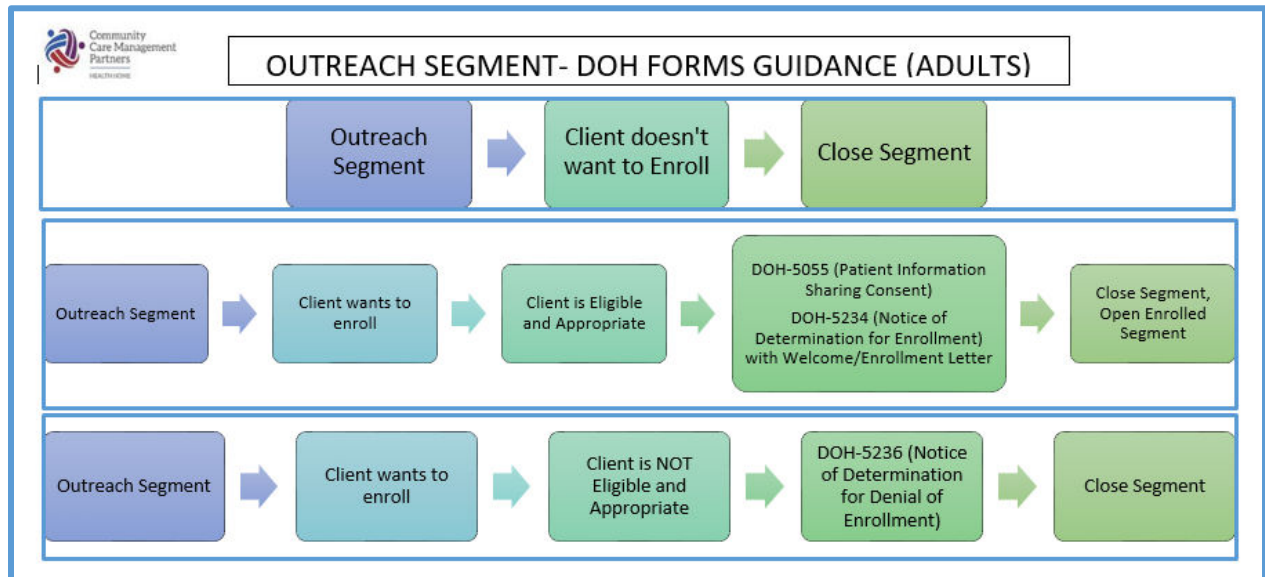 Community
Care Management
Partners
HEALTH HOME
OUTREACH SEGMENT- DOH FORMS GUIDANCE (ADULTS)
Outreach
Segment
Client doesn't
want to Enroll
Close Segment
Outreach Segment
Client wants to
enroll
Client is Eligible
and Appropriate
DOH-5055 (Patient Information
Sharing Consent)
DOH-5234 (Notice of
Determination for Enrollment)
with Welcome/Enrollment Letter
Close Segment,
Open Enrolled
Segment
Outreach Segment
Client wants to
enroll
Client is NOT
Eligible and
Appropriate
DOH-5236 (Notice
of Determination
for Denial of
Enrollment)
Close Segment